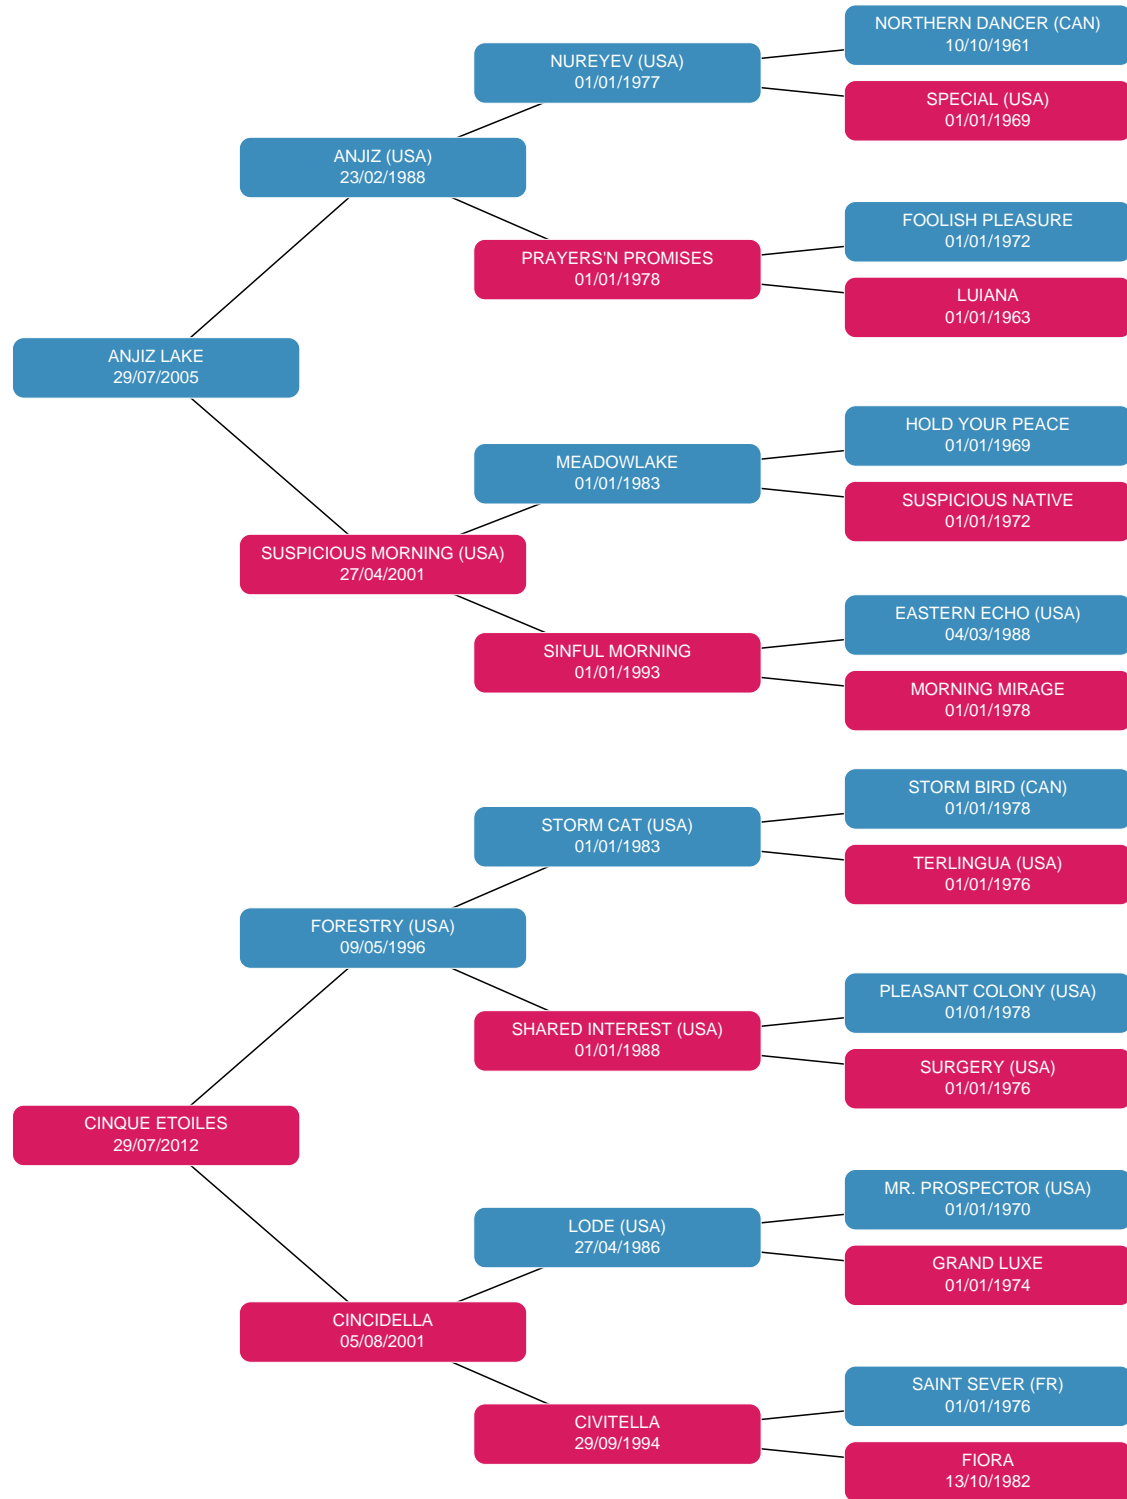 NORTHERN DANCER (CAN)
10/10/1961
NUREYEV (USA)
01/01/1977
SPECIAL (USA)
01/01/1969
ANJIZ (USA)
23/02/1988
FOOLISH PLEASURE
01/01/1972
PRAYERS'N PROMISES
01/01/1978
LUIANA
01/01/1963
ANJIZ LAKE
29/07/2005
HOLD YOUR PEACE
01/01/1969
MEADOWLAKE
01/01/1983
SUSPICIOUS NATIVE
01/01/1972
SUSPICIOUS MORNING (USA)
27/04/2001
EASTERN ECHO (USA)
04/03/1988
SINFUL MORNING
01/01/1993
MORNING MIRAGE
01/01/1978
STORM BIRD (CAN)
01/01/1978
STORM CAT (USA)
01/01/1983
TERLINGUA (USA)
01/01/1976
FORESTRY (USA)
09/05/1996
PLEASANT COLONY (USA)
01/01/1978
SHARED INTEREST (USA)
01/01/1988
SURGERY (USA)
01/01/1976
CINQUE ETOILES
29/07/2012
MR. PROSPECTOR (USA)
01/01/1970
LODE (USA)
27/04/1986
GRAND LUXE
01/01/1974
CINCIDELLA
05/08/2001
SAINT SEVER (FR)
01/01/1976
CIVITELLA
29/09/1994
FIORA
13/10/1982